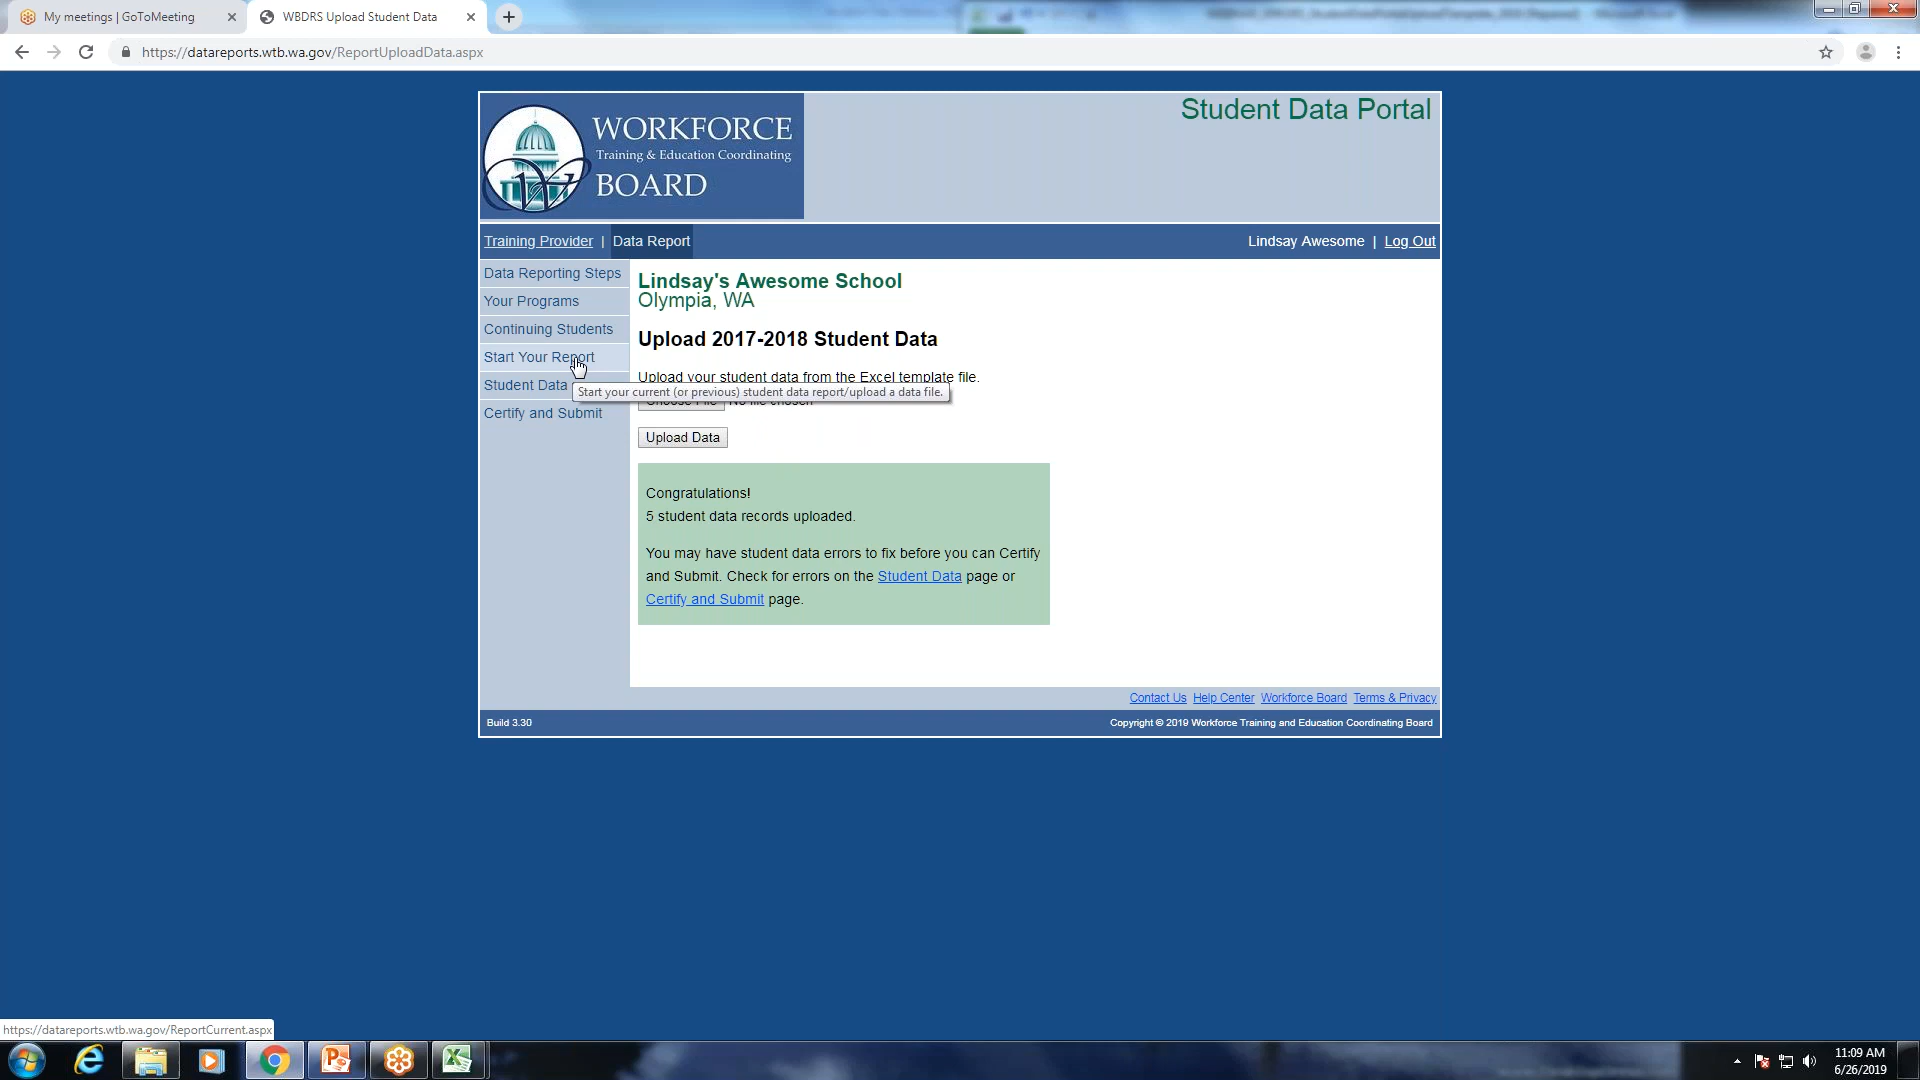 My meetings | GoToMeeting
WBDRS Upload Student Data
https://datareports.wtb.wa.gov/ReportUploadData.aspx
WORKFORCE
Training & Education Coordinating
BOARD
Student Data Portal
Training Provider | Data Report
Lindsay Awesome | Log Out
Data Reporting Steps
Your Programs
Continuing Students
Start Your Report
Student Data
Certify and Submit
Lindsay's Awesome School
Olympia, WA
Upload 2017-2018 Student Data
Upload your student data from the Excel template file.
Start your current (or previous) student data report/upload a data file.
Choose File No file chosen
Upload Data
Congratulations!
5 student data records uploaded.
You may have student data errors to fix before you can Certify
and Submit. Check for errors on the Student Data page or
Certify and Submit page.
Contact Us Help Center Workforce Board Terms & Privacy
Build 3.30
Copyright © 2019 Workforce Training and Education Coordinating Board
https://datareports.wtb.wa.gov/ReportCurrent.aspx
11:09 AM
6/26/2019